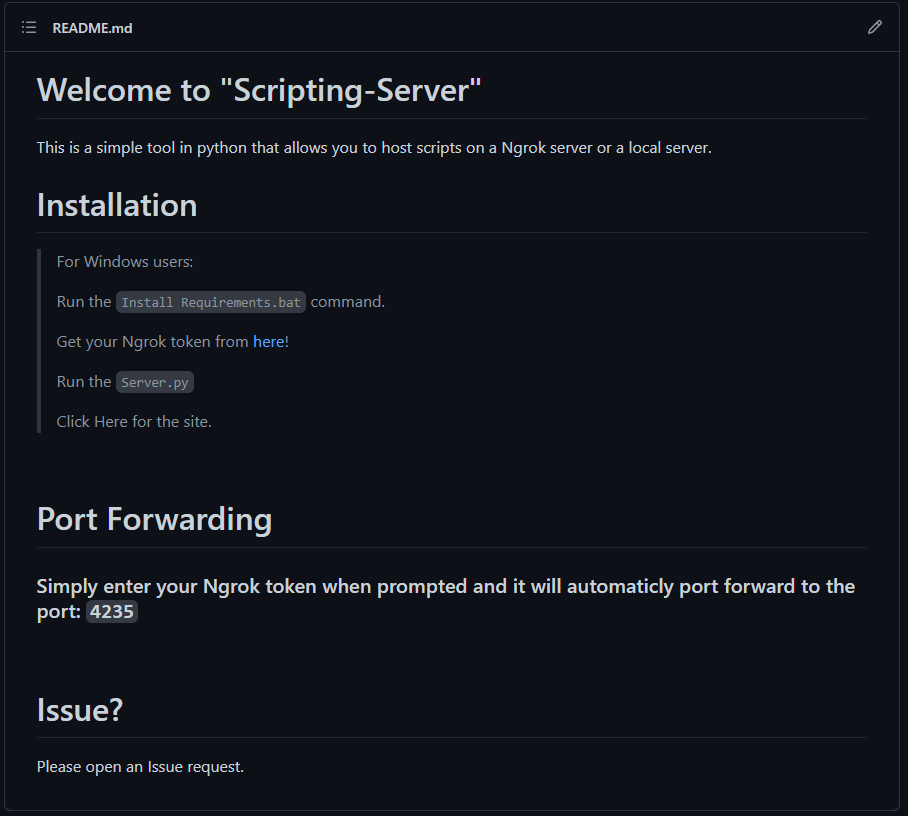 README.md
Welcome to "Scripting-Server"
This is a simple tool in python that allows you to host scripts on a Ngrok server or a local server.
Installation
For Windows users:
Run the Install Requirements.bat command.
Get your Ngrok token from here!
Run the Server.py
Click Here for the site.
Port Forwarding
Simply enter your Ngrok token when prompted and it will automaticly port forward to the
port: 4235
Issue?
Please open an Issue request.